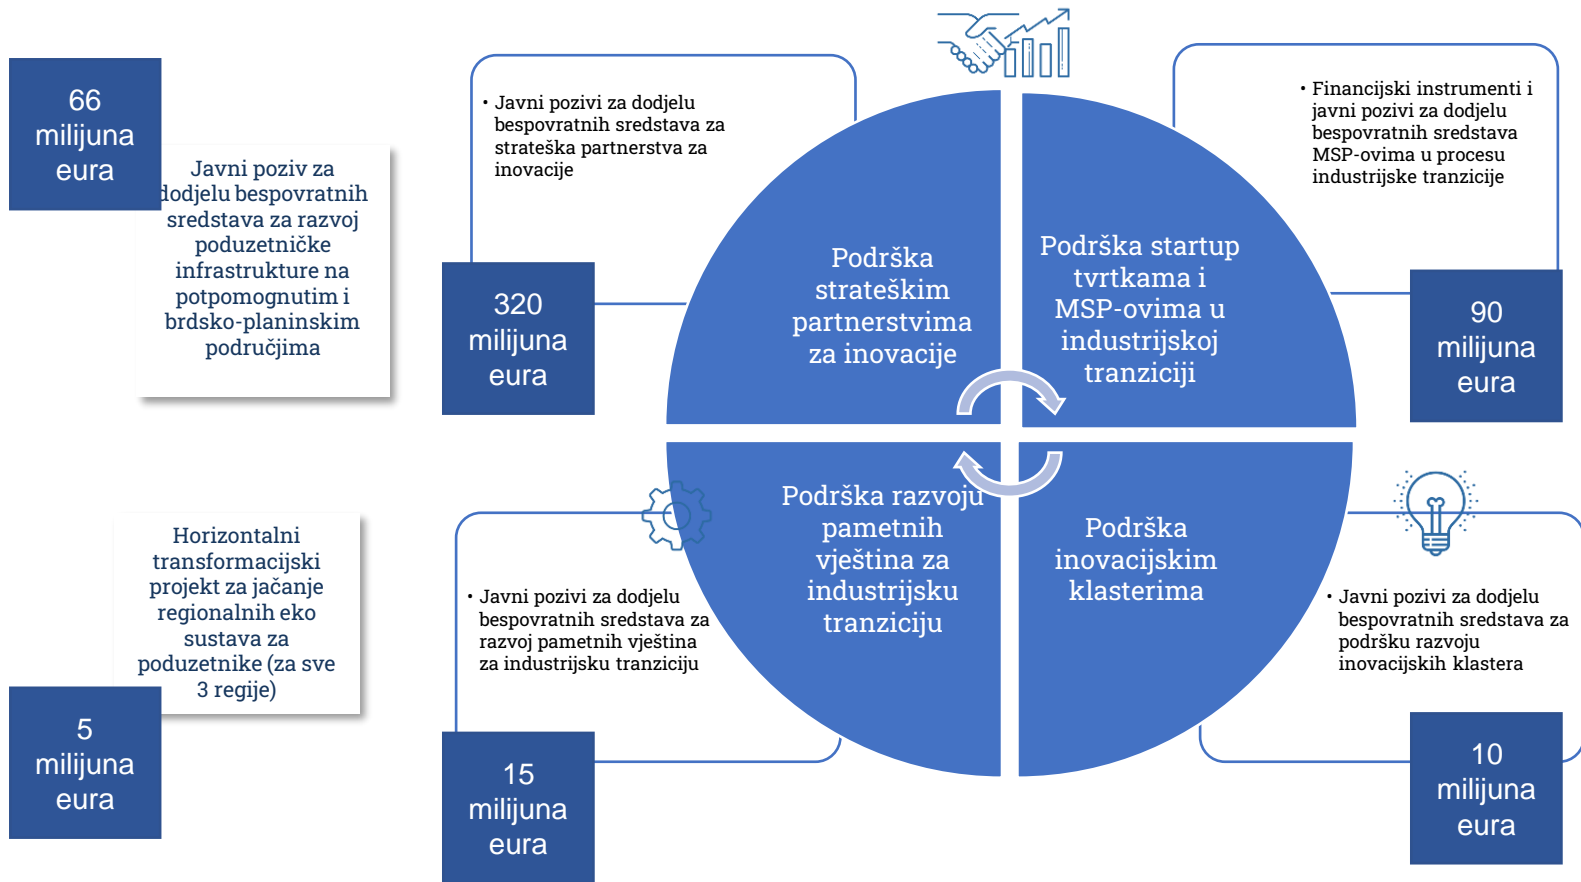 66
milijuna
eura
Javni poziv za
dodjelu bespovratnih
sredstava za razvoj
poduzetničke
infrastrukture na
potpomognutim i
brdsko-planinskim
područjima
Horizontalni
transformacijski
projekt za jačanje
regionalnih eko
sustava za
poduzetnike (za sve
3 regije)
5
milijuna
eura
• Javni pozivi za dodjelu
bespovratnih sredstava za
strateška partnerstva za
inovacije
320
milijuna
eura
Podrška
strateškim
partnerstvima
za inovacije
Podrška startup
tvrtkama i
MSP-ovima u
industrijskoj
tranziciji
• Financijski instrumenti i
javni pozivi za dodjelu
bespovratnih sredstava
MSP-ovima u procesu
industrijske tranzicije
90
milijuna
eura
• Javni pozivi za dodjelu
bespovratnih sredstava za
razvoj pametnih vještina
za industrijsku tranziciju
15
milijuna
eura
Podrška razvoju
pametnih
vještina za
industrijsku
tranziciju
Podrška
inovacijskim
klasterima
• Javni pozivi za dodjelu
bespovratnih sredstava za
podršku razvoju
inovacijskih klastera
10
milijuna
eura